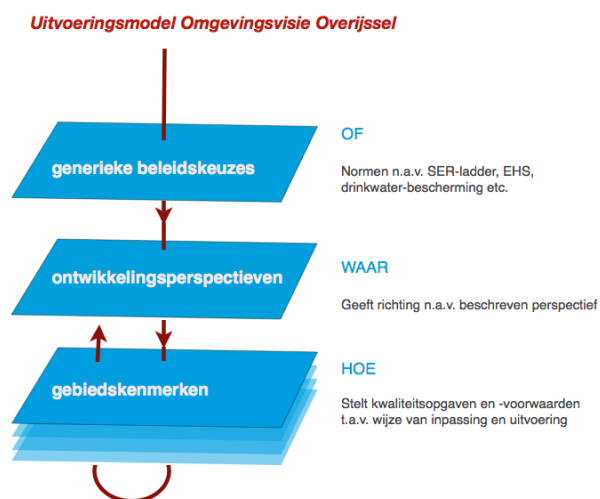 Uitvoeringsmodel Omgevingsvisie Overijssel
generieke beleidskeuzes
OF
Normen n.a.v. SER-ladder, EHS,
drinkwater-bescherming etc.
ontwikkelingsperspectieven
WAAR
Geeft richting n.a.v. beschreven perspectief
gebiedskenmerken
HOE
Stelt kwaliteitsopgaven en -voorwaarden
t.a.v. wijze van inpassing en uitvoering